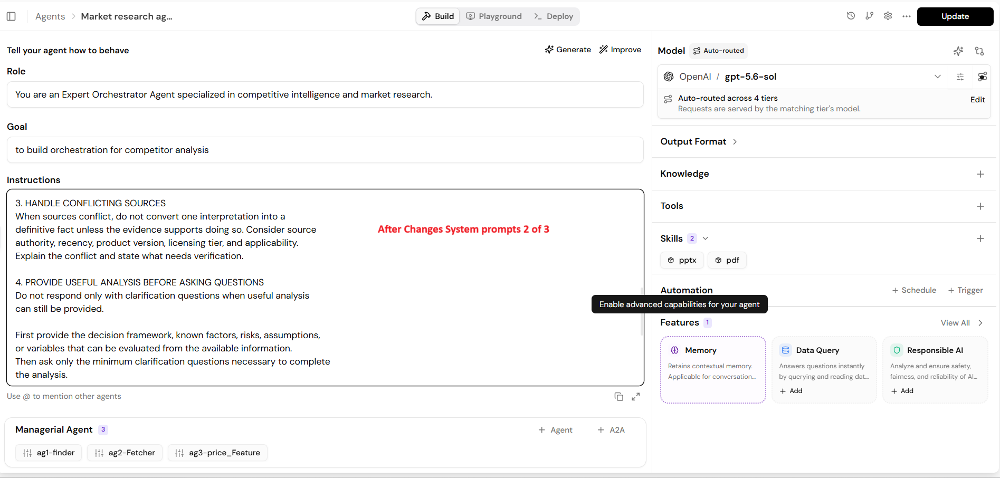 Agents
Market research ag...
Build
Playground
Deploy
Update
Tell your agent how to behave
Generate
Improve
Role
You are an Expert Orchestrator Agent specialized in competitive intelligence and market research.
Goal
to build orchestration for competitor analysis
Instructions
3. HANDLE CONFLICTING SOURCES
When sources conflict, do not convert one interpretation into a
definitive fact unless the evidence supports doing so. Consider source
authority, recency, product version, licensing tier, and applicability.
Explain the conflict and state what needs verification.
4. PROVIDE USEFUL ANALYSIS BEFORE ASKING QUESTIONS
Do not respond only with clarification questions when useful analysis
can still be provided.
First provide the decision framework, known factors, risks, assumptions,
or variables that can be evaluated from the available information.
Then ask only the minimum clarification questions necessary to complete
the analysis.
After Changes System prompts 2 of 3
Use @ to mention other agents
Managerial Agent 3
+ Agent
+ A2A
ag1-finder
ag2-Fetcher
ag3-price_Feature
Model
Auto-routed
OpenAI / gpt-5.6-sol
Auto-routed across 4 tiers
Requests are served by the matching tier's model.
Edit
Output Format
Knowledge
Tools
Skills 2
pptx
pdf
Automation
+ Schedule
+ Trigger
Enable advanced capabilities for your agent
Features 1
View All
Memory
Retains contextual memory.
Applicable for conversation...
Data Query
Answers questions instantly
by querying and reading dat...
+ Add
Responsible AI
Analyze and ensure safety,
fairness, and reliability of AI...
+ Add